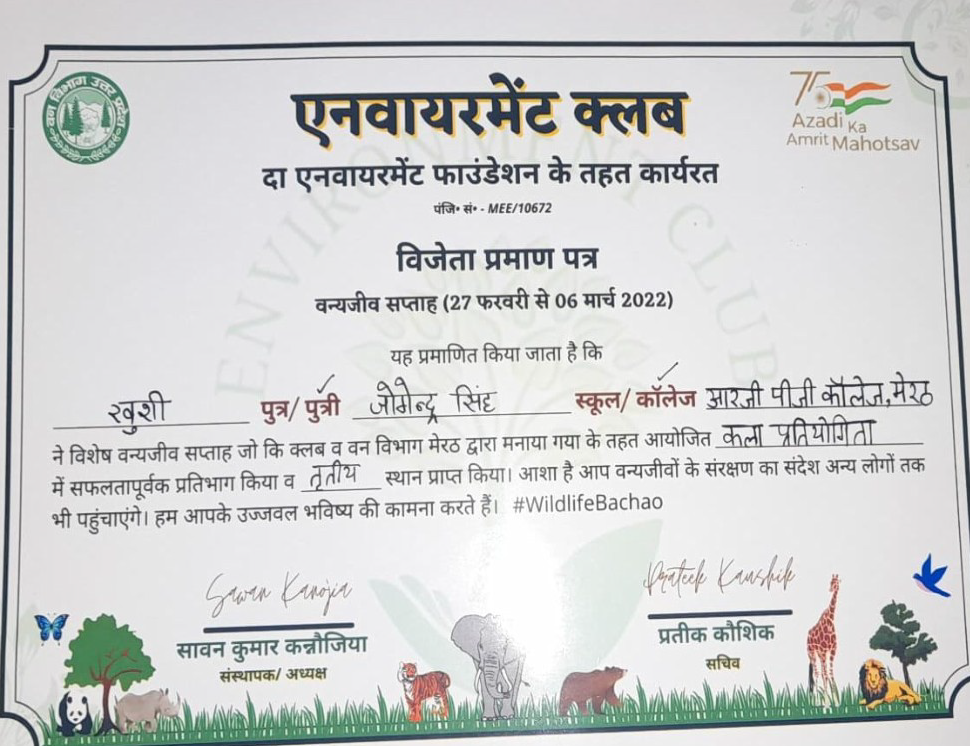 वन विभाग उत्तर प्रदेश
75
Azadi Ka
Amrit Mahotsav
एनवायरमेंट क्लब
दा एनवायरमेंट फाउंडेशन के तहत कार्यरत
पंजि॰ सं॰ - MEE/10672
ENVIRONMENT CLUB
विजेता प्रमाण पत्र
वन्यजीव सप्ताह (27 फरवरी से 06 मार्च 2022)
यह प्रमाणित किया जाता है कि
खुशी पुत्र/ पुत्री जोगेन्द्र सिंह स्कूल/ कॉलेज आरजी पीजी कॉलेज,मेरठ
ने विशेष वन्यजीव सप्ताह जो कि क्लब व वन विभाग मेरठ द्वारा मनाया गया के तहत आयोजित कला प्रतियोगिता
में सफलतापूर्वक प्रतिभाग किया व तृतीय स्थान प्राप्त किया। आशा है आप वन्यजीवों के संरक्षण का संदेश अन्य लोगों तक
भी पहुंचाएंगे। हम आपके उज्जवल भविष्य की कामना करते हैं। #WildlifeBachao
Sawan Kanojia
Prateek Kaushik
सावन कुमार कन्नौजिया
प्रतीक कौशिक
संस्थापक/ अध्यक्ष
सचिव